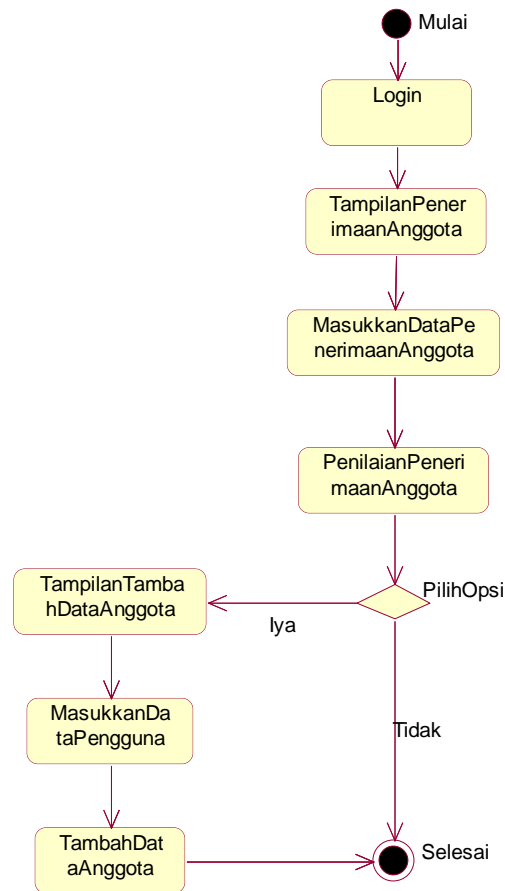 Mulai
Login
TampilanPener
imaanAnggota
MasukkanDataPe
nerimaanAnggota
PenilaianPeneri
maanAnggota
PilihOpsi
Iya
TampilanTamba
hDataAnggota
MasukkanDa
taPengguna
Tidak
TambahDat
aAnggota
Selesai